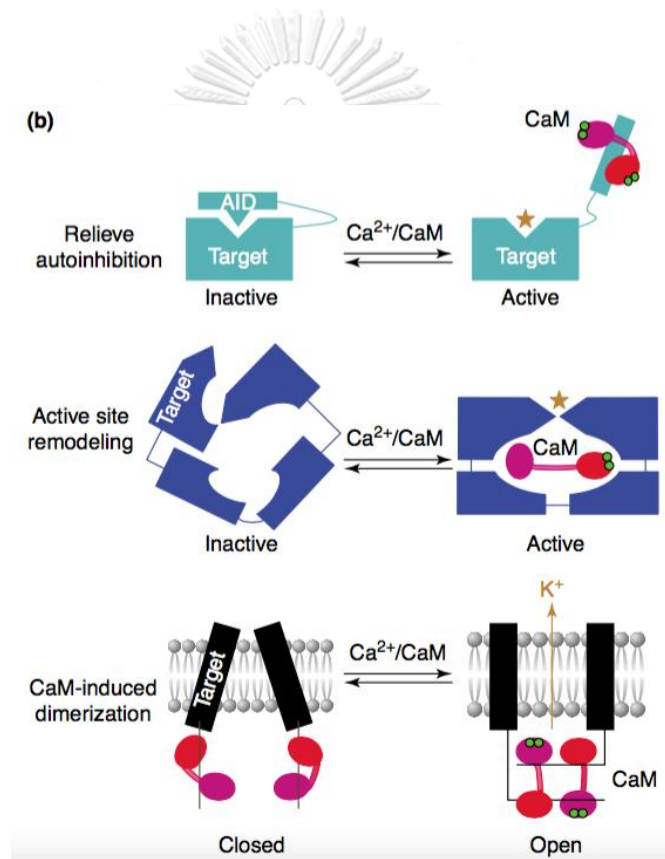 (b)
CaM
AID
Relieve
autoinhibition
Target
Ca2+/CaM
Target
Inactive
Active
Target
Active site
remodeling
Ca2+/CaM
CaM
Inactive
Active
K+
Ca2+/CaM
Target
CaM-induced
dimerization
CaM
Closed
Open